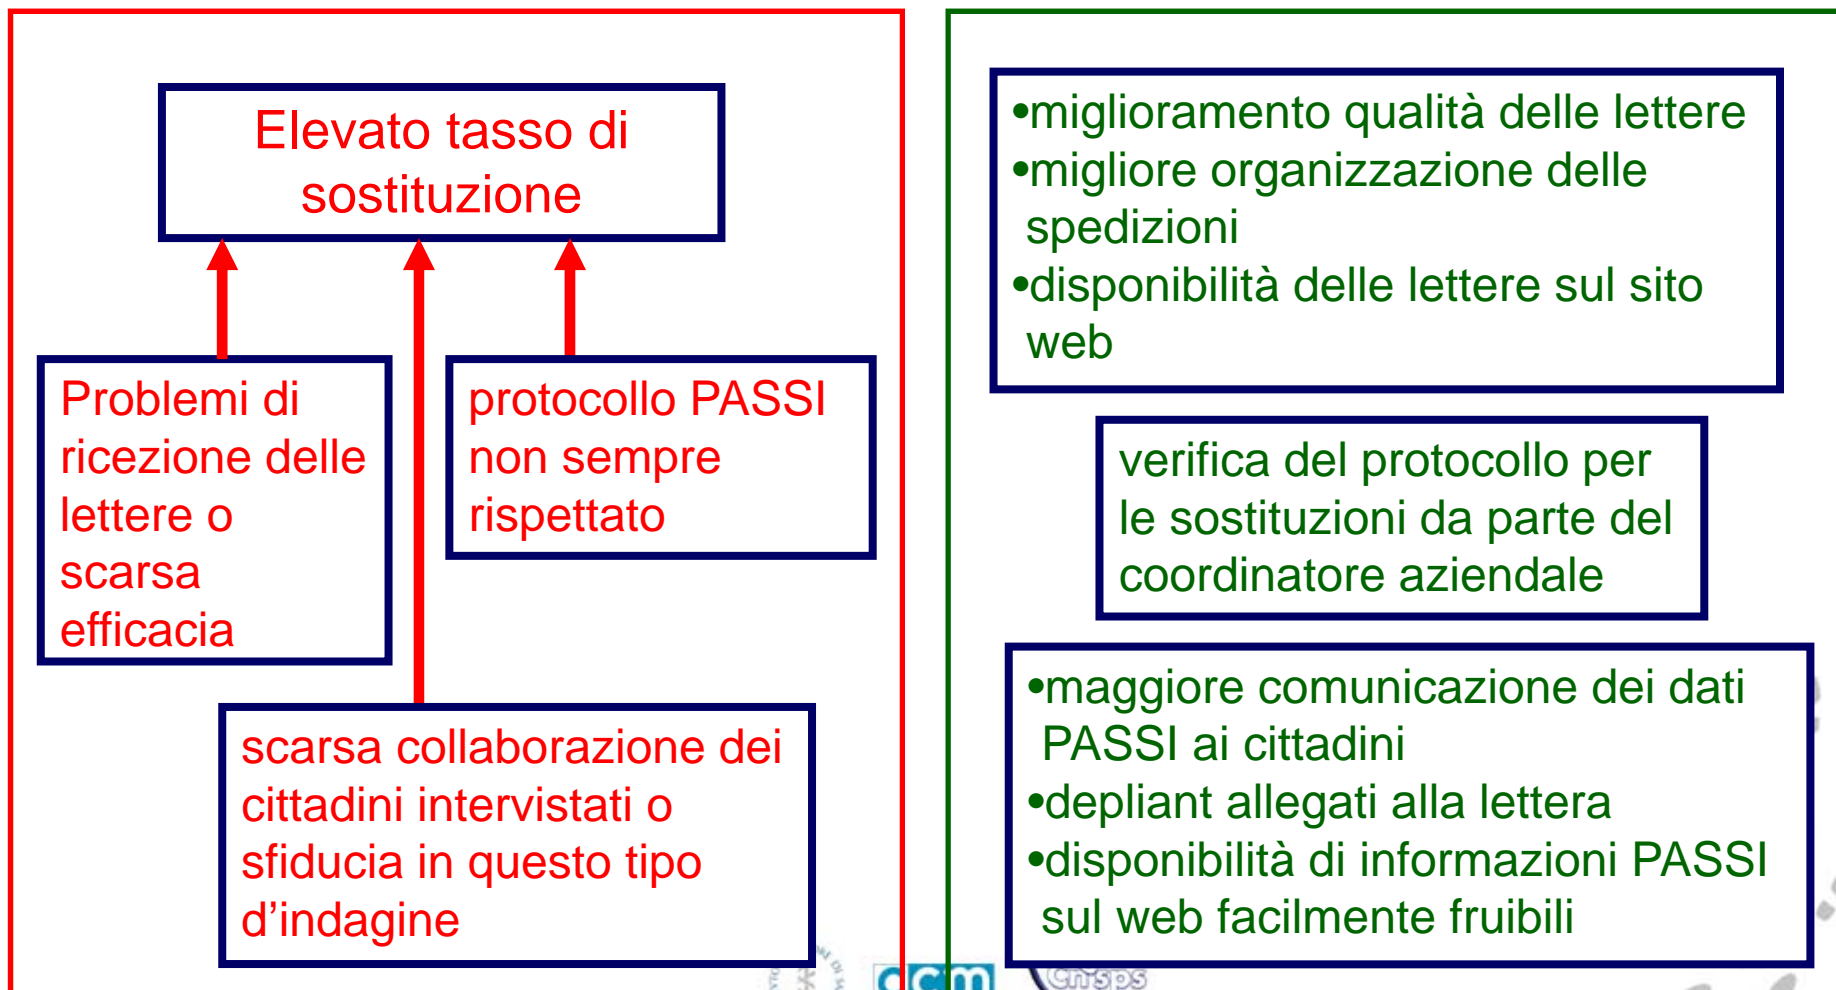 Elevato tasso di
sostituzione
Problemi di
ricezione delle
lettere o
scarsa
efficacia
protocollo PASSI
non sempre
rispettato
scarsa collaborazione dei
cittadini intervistati o
sfiducia in questo tipo
d’indagine
•miglioramento qualità delle lettere
•migliore organizzazione delle
spedizioni
•disponibilità delle lettere sul sito
web
verifica del protocollo per
le sostituzioni da parte del
coordinatore aziendale
•maggiore comunicazione dei dati
PASSI ai cittadini
•depliant allegati alla lettera
•disponibilità di informazioni PASSI
sul web facilmente fruibili
ccm
cnesps